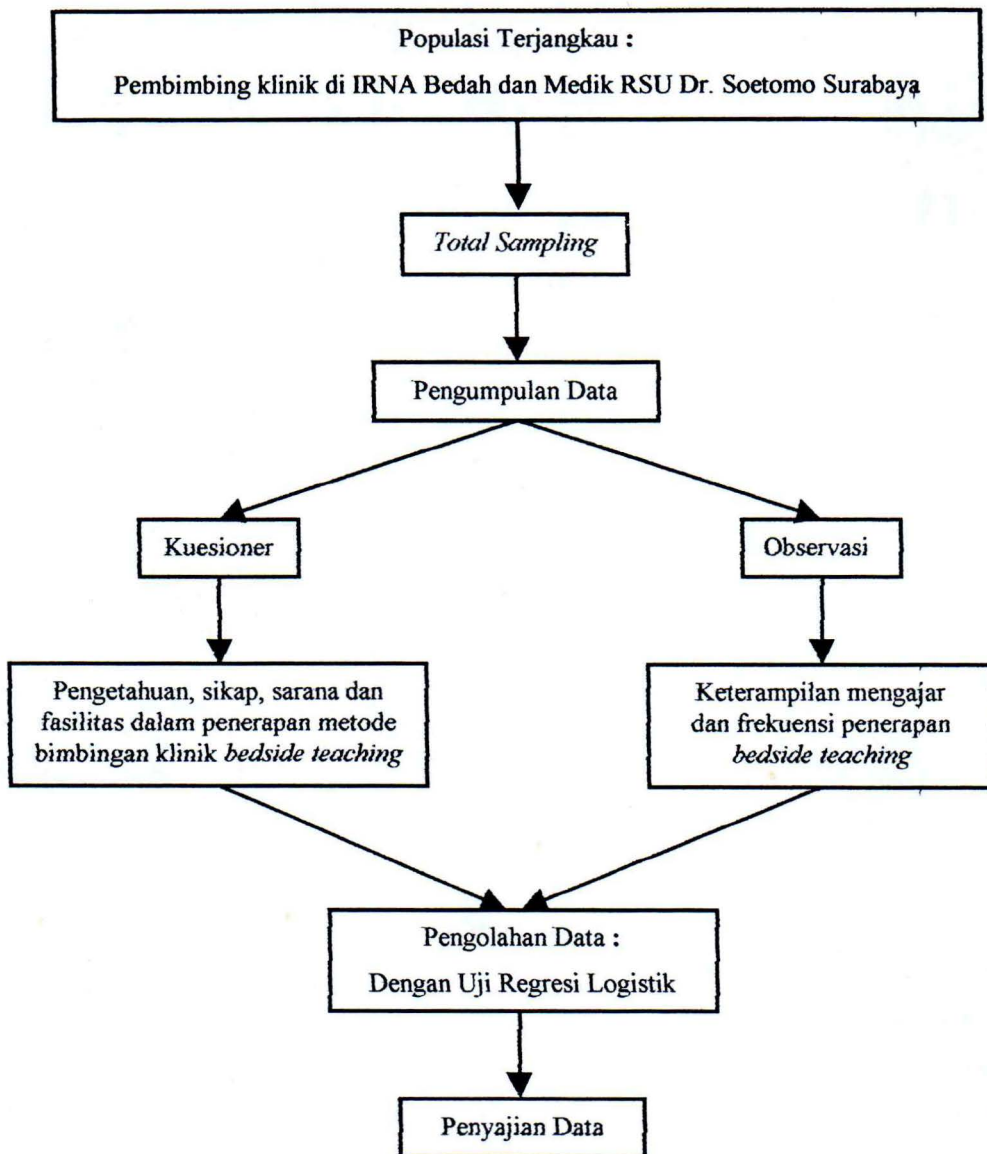 Populasi Terjangkau :
Pembimbing klinik di IRNA Bedah dan Medik RSU Dr. Soetomo Surabaya
Total Sampling
Pengumpulan Data
Kuesioner
Observasi
Pengetahuan, sikap, sarana dan
fasilitas dalam penerapan metode
bimbingan klinik bedside teaching
Keterampilan mengajar
dan frekuensi penerapan
bedside teaching
Pengolahan Data :
Dengan Uji Regresi Logistik
Penyajian Data